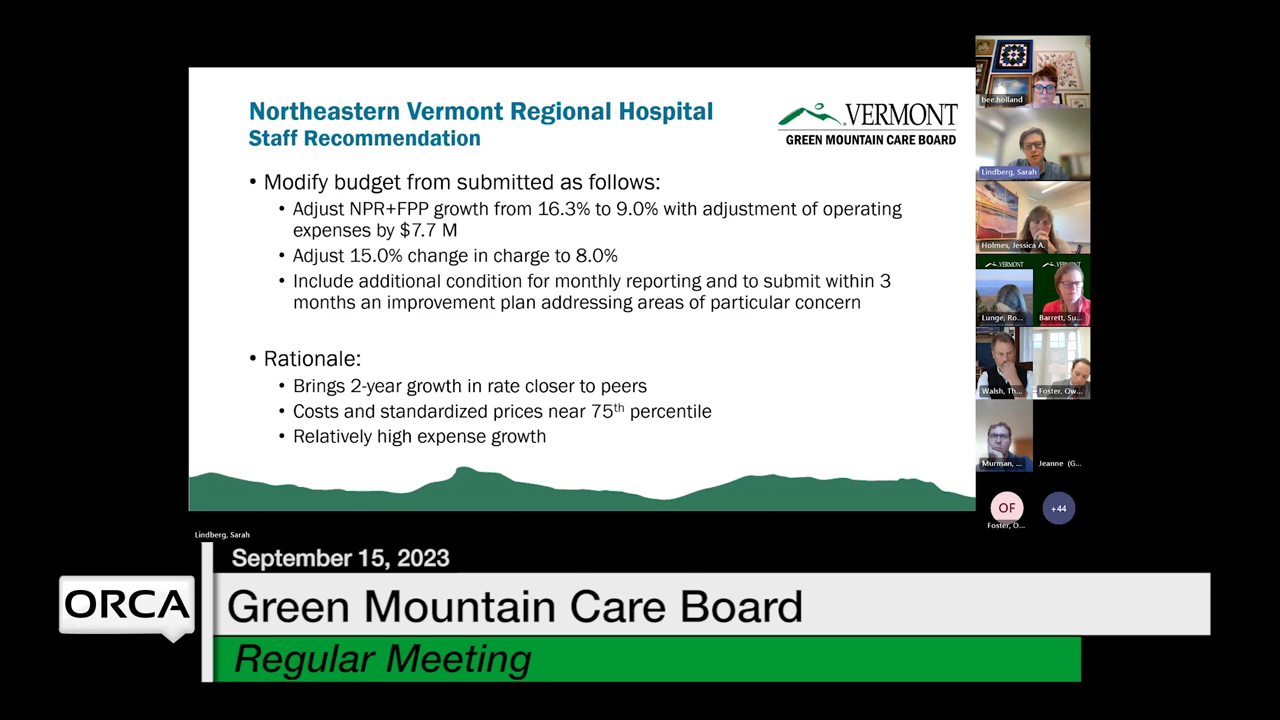 Northeastern Vermont Regional Hospital
Staff Recommendation
VERMONT
GREEN MOUNTAIN CARE BOARD
• Modify budget from submitted as follows:
• Adjust NPR+FPP growth from 16.3% to 9.0% with adjustment of operating
expenses by $7.7 M
• Adjust 15.0% change in charge to 8.0%
• Include additional condition for monthly reporting and to submit within 3
months an improvement plan addressing areas of particular concern
• Rationale:
• Brings 2-year growth in rate closer to peers
• Costs and standardized prices near 75th percentile
• Relatively high expense growth
bee.holland
Lindberg, Sarah
Holmes, Jessica A.
VERMONT
VERMONT
Lunge, Ro...
Barrett, Su...
Walsh, Th...
Foster, Ow...
Murman, ...
Jeanne (G...
OF
+44
Foster, O...
Lindberg, Sarah
September 15, 2023
ORCA
Green Mountain Care Board
Regular Meeting